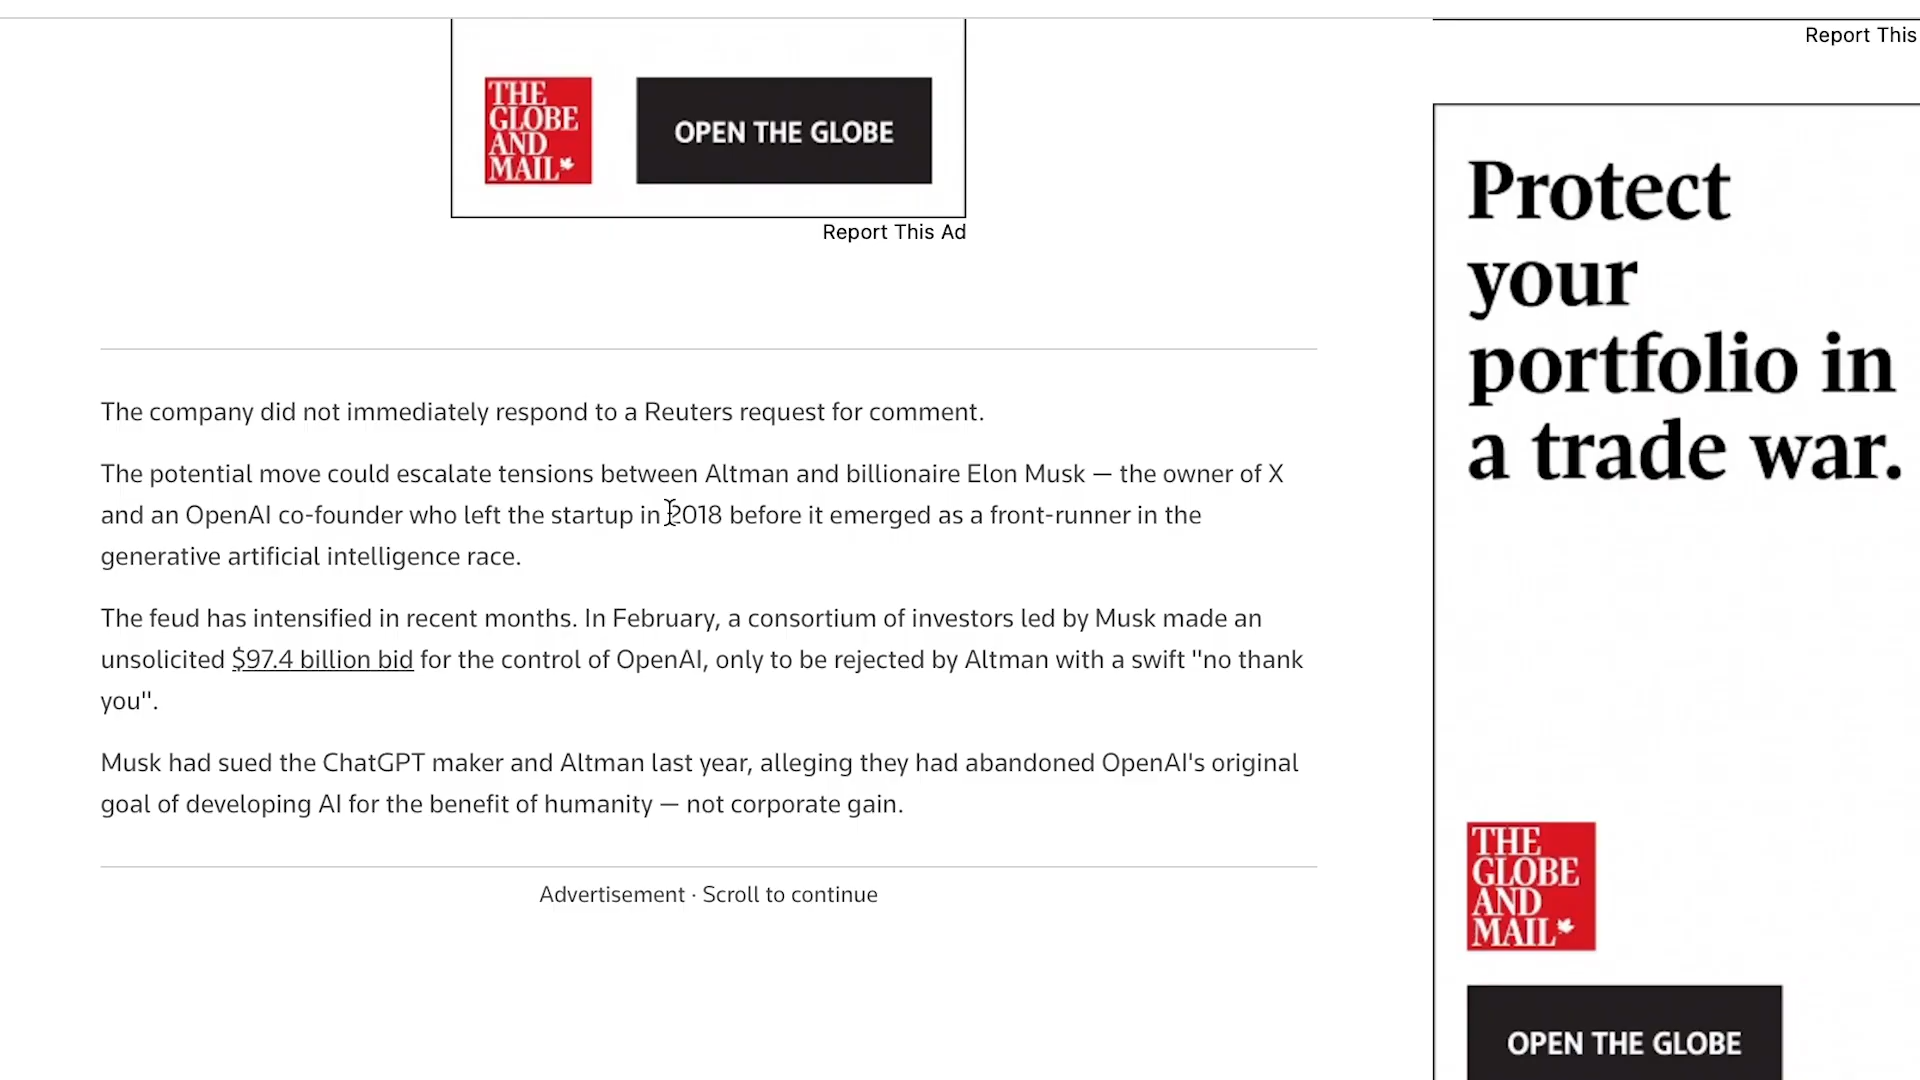 THE
GLOBE
AND
MAIL
OPEN THE GLOBE
Report This Ad
The company did not immediately respond to a Reuters request for comment.
The potential move could escalate tensions between Altman and billionaire Elon Musk — the owner of X
and an OpenAI co-founder who left the startup in 2018 before it emerged as a front-runner in the
generative artificial intelligence race.
The feud has intensified in recent months. In February, a consortium of investors led by Musk made an
unsolicited $97.4 billion bid for the control of OpenAI, only to be rejected by Altman with a swift "no thank
you".
Musk had sued the ChatGPT maker and Altman last year, alleging they had abandoned OpenAI's original
goal of developing AI for the benefit of humanity — not corporate gain.
Advertisement · Scroll to continue
Report This
Protect
your
portfolio in
a trade war.
THE
GLOBE
AND
MAIL
OPEN THE GLOBE